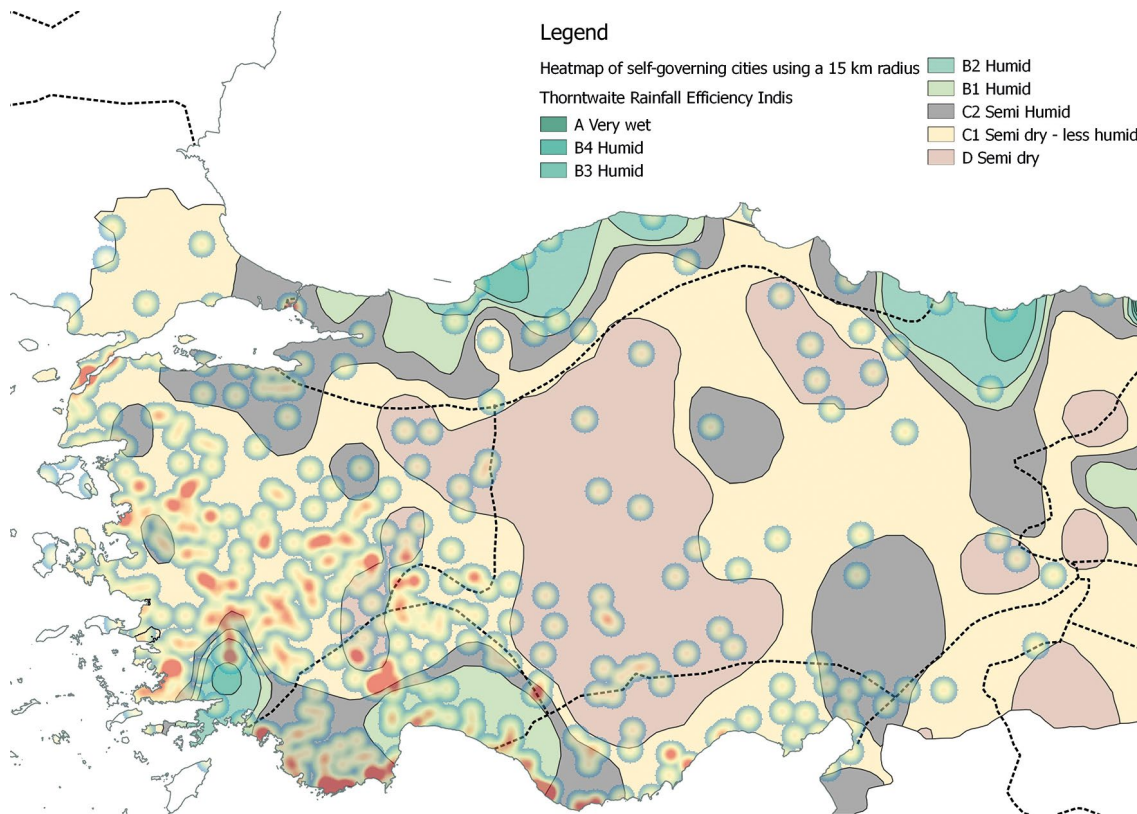 Legend
Heatmap of self-governing cities using a 15 km radius
Thorntwaite Rainfall Efficiency Indis
A Very wet
B4 Humid
B3 Humid
B2 Humid
B1 Humid
C2 Semi Humid
C1 Semi dry - less humid
D Semi dry